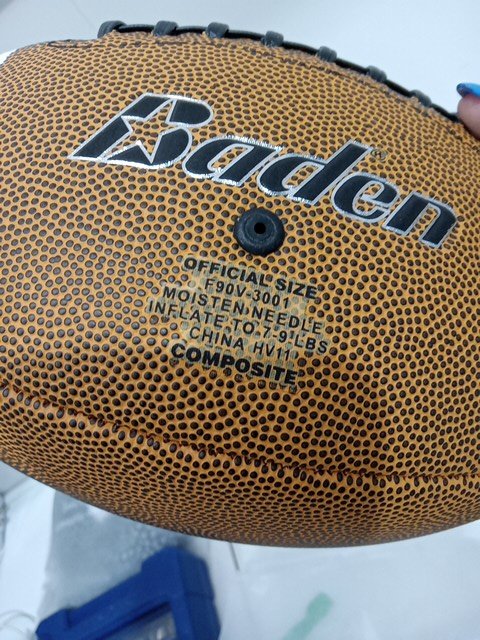 Baden®
OFFICIAL SIZE
F90V-3001
MOISTEN NEEDLE
INFLATE TO 7-9 LBS
CHINA HV11
COMPOSITE